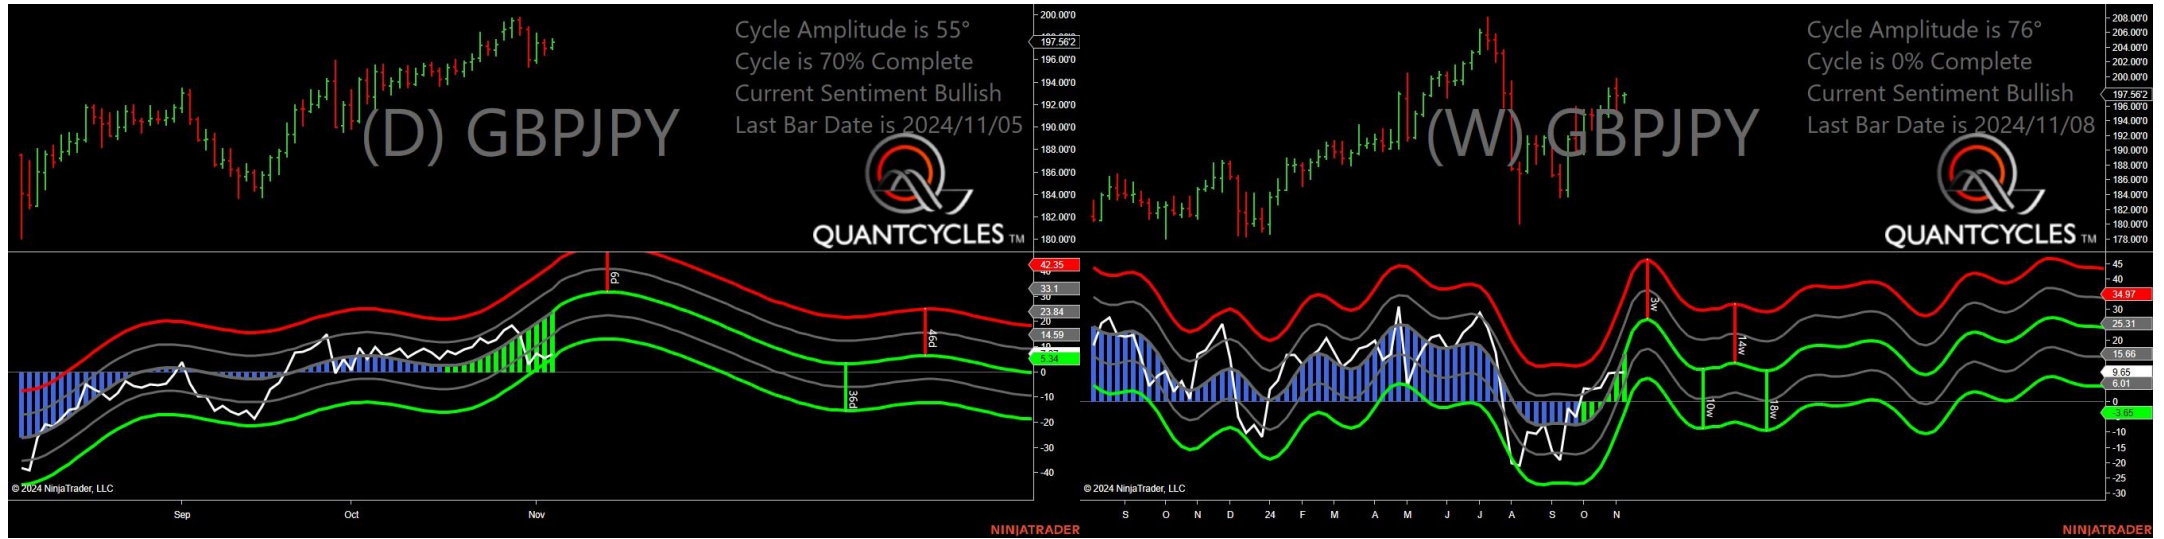 Cycle Amplitude is 55°
Cycle is 70% Complete
Current Sentiment Bullish
Last Bar Date is 2024/11/05
(D) GBPJPY
QUANTCYCLES TM
200.00'0
197.56'2
196.00'0
194.00'0
192.00'0
190.00'0
188.00'0
186.00'0
184.00'0
182.00'0
180.00'0
42.35
40
33.1
30
23.84
20
14.59
5.34
0
-10
-20
-30
-40
6d
46d
36d
© 2024 NinjaTrader, LLC
Sep
Oct
Nov
NINJATRADER
Cycle Amplitude is 76°
Cycle is 0% Complete
Current Sentiment Bullish
Last Bar Date is 2024/11/08
(W) GBPJPY
QUANTCYCLES TM
208.00'0
206.00'0
204.00'0
202.00'0
200.00'0
197.56'2
196.00'0
194.00'0
192.00'0
190.00'0
188.00'0
186.00'0
184.00'0
182.00'0
180.00'0
178.00'0
45
40
34.97
30
25.31
20
15.66
9.65
6.01
0
-3.65
-10
-15
-20
-25
-30
3w
14w
10w
18w
© 2024 NinjaTrader, LLC
S O N D 24 F M A M J J A S O N
NINJATRADER